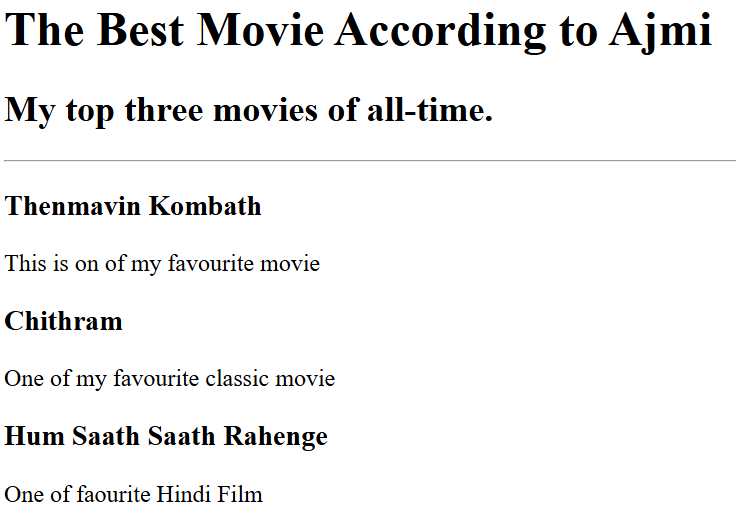 The Best Movie According to Ajmi
My top three movies of all-time.
Thenmavin Kombath
This is on of my favourite movie
Chithram
One of my favourite classic movie
Hum Saath Saath Rahenge
One of faourite Hindi Film